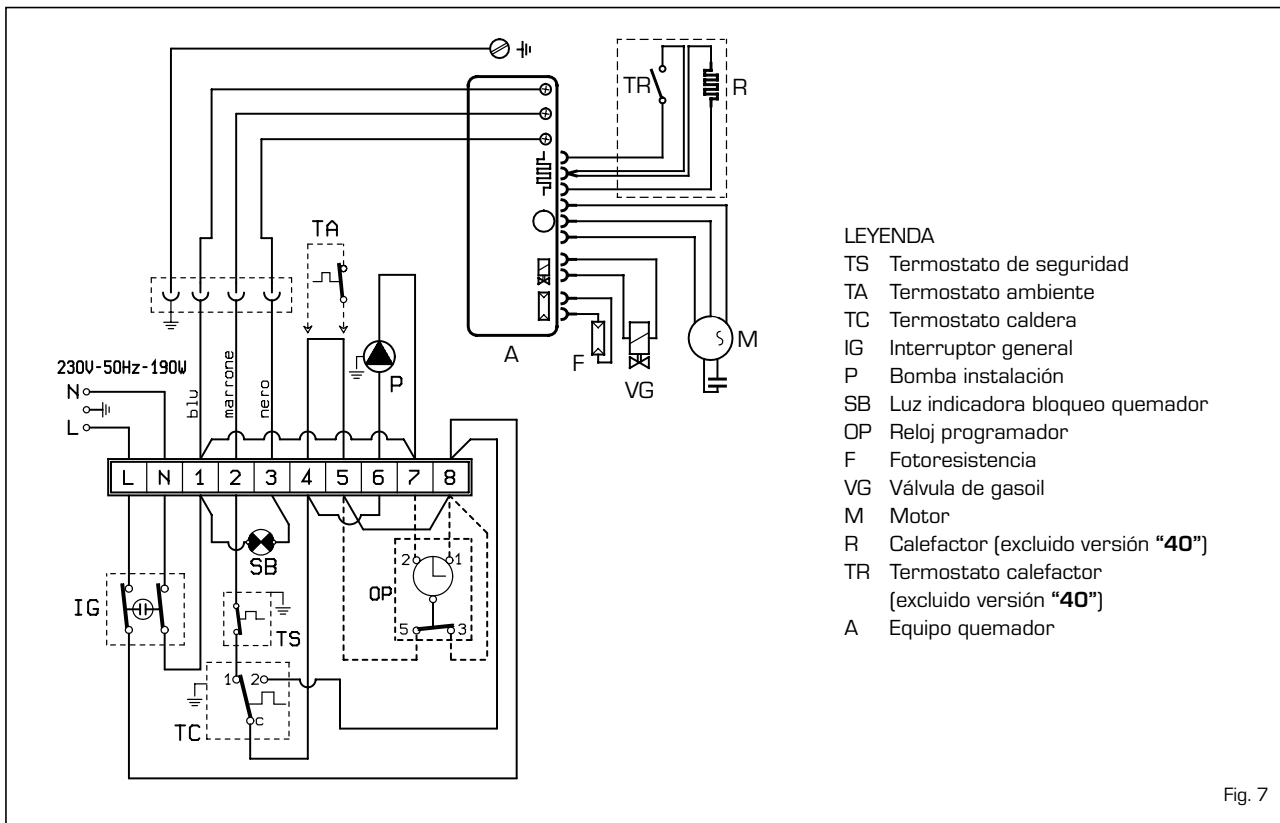 TR
R
TA
A
F
VG
M
P
230V-50Hz-190W
N
L
blu
marrone
nero
L N 1 2 3 4 5 6 7 8
SB
IG
TS
OP
2 1
5 3
1 2
c
TC
LEYENDA
TS Termostato de seguridad
TA Termostato ambiente
TC Termostato caldera
IG Interruptor general
P Bomba instalación
SB Luz indicadora bloqueo quemador
OP Reloj programador
F Fotoresistencia
VG Válvula de gasoil
M Motor
R Calefactor (excluido versión “40”)
TR Termostato calefactor
(excluido versión “40”)
A Equipo quemador
Fig. 7